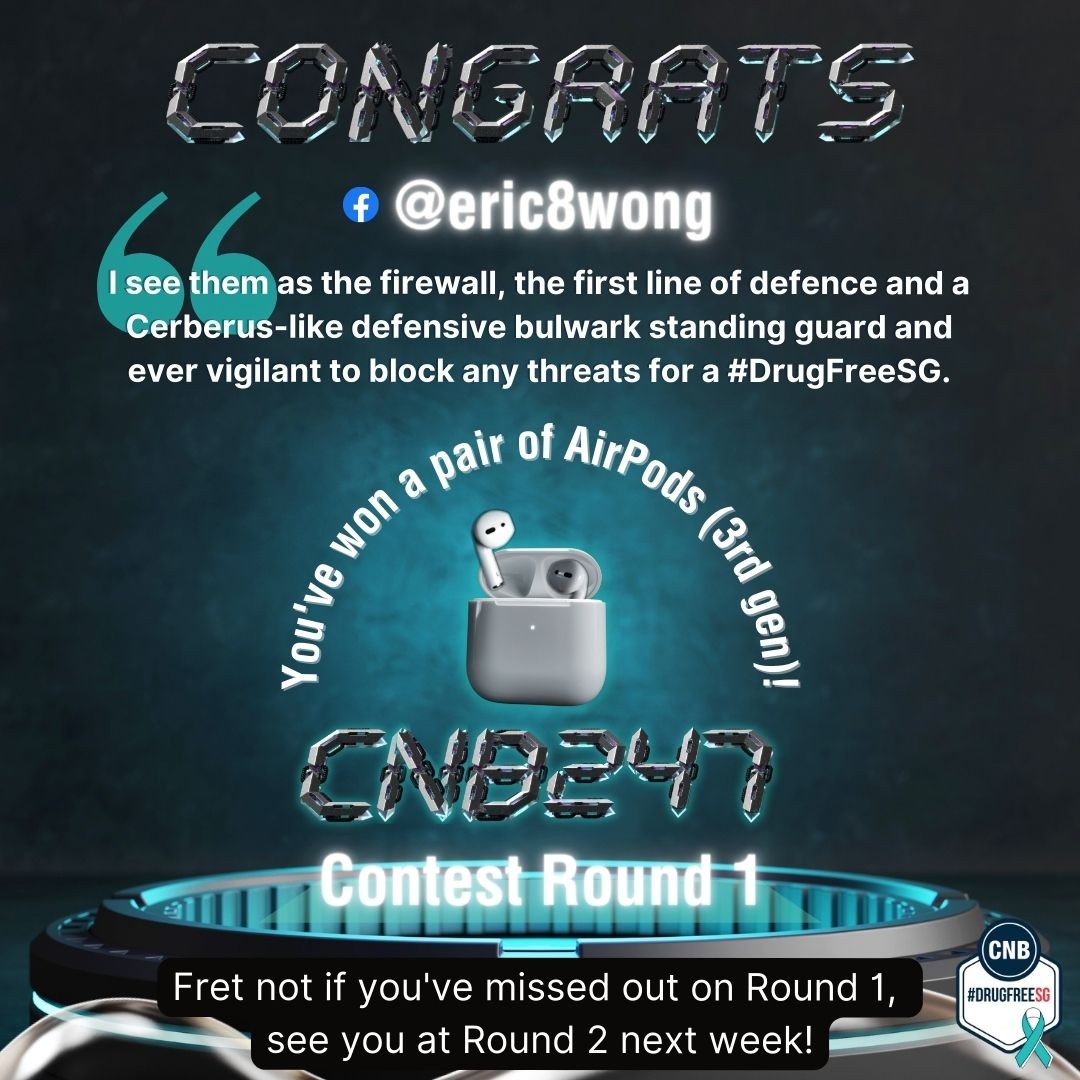 CONGRATS
@eric8wong
I see them as the firewall, the first line of defence and a
Cerberus-like defensive bulwark standing guard and
ever vigilant to block any threats for a #DrugFreeSG.
You've won a pair of AirPods (3rd gen)!
CNB247
Contest Round 1
Fret not if you've missed out on Round 1,
see you at Round 2 next week!
CNB
#DRUGFREESG